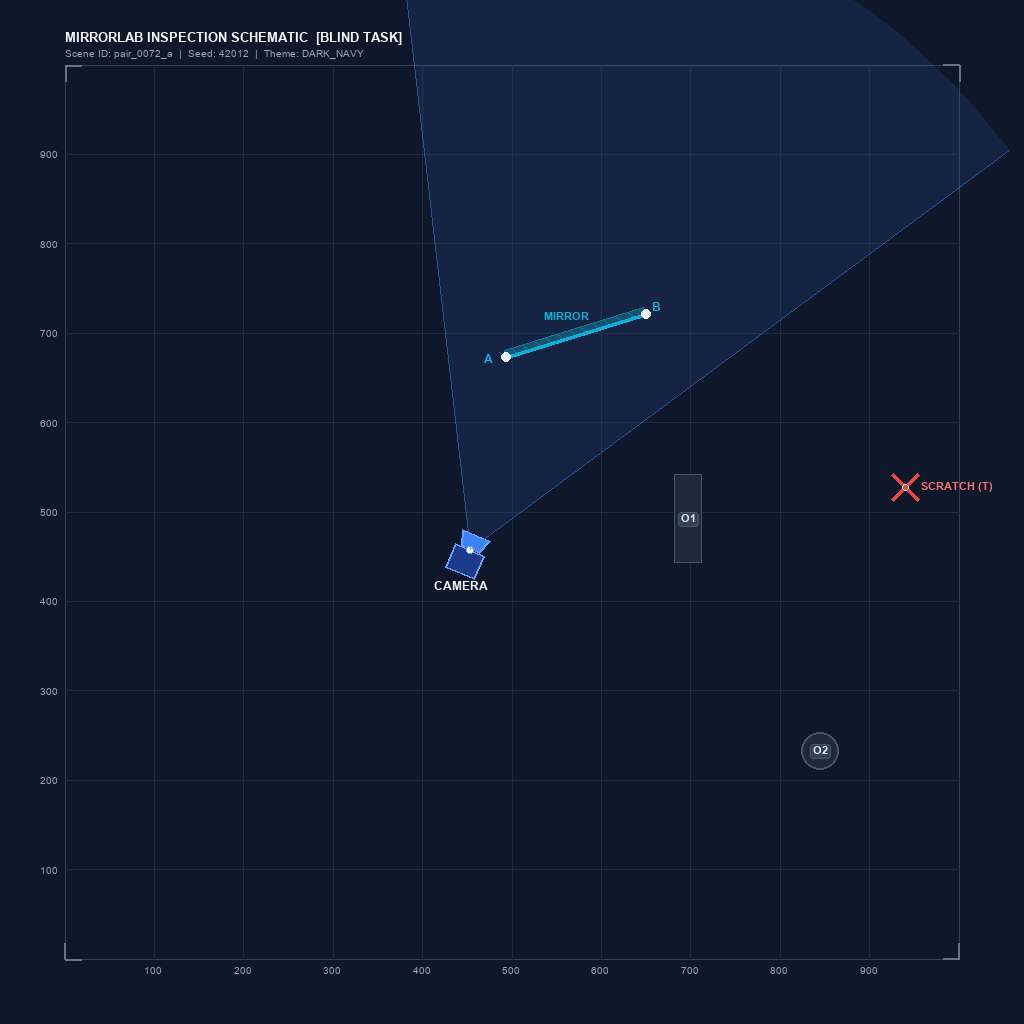 MIRRORLAB INSPECTION SCHEMATIC  [BLIND TASK]
Scene ID: pair_0072_a  |  Seed: 42012  |  Theme: DARK_NAVY
900
800
B
MIRROR
700
A
600
SCRATCH (T)
500
O1
CAMERA
400
300
O2
200
100
100 200 300 400 500 600 700 800 900